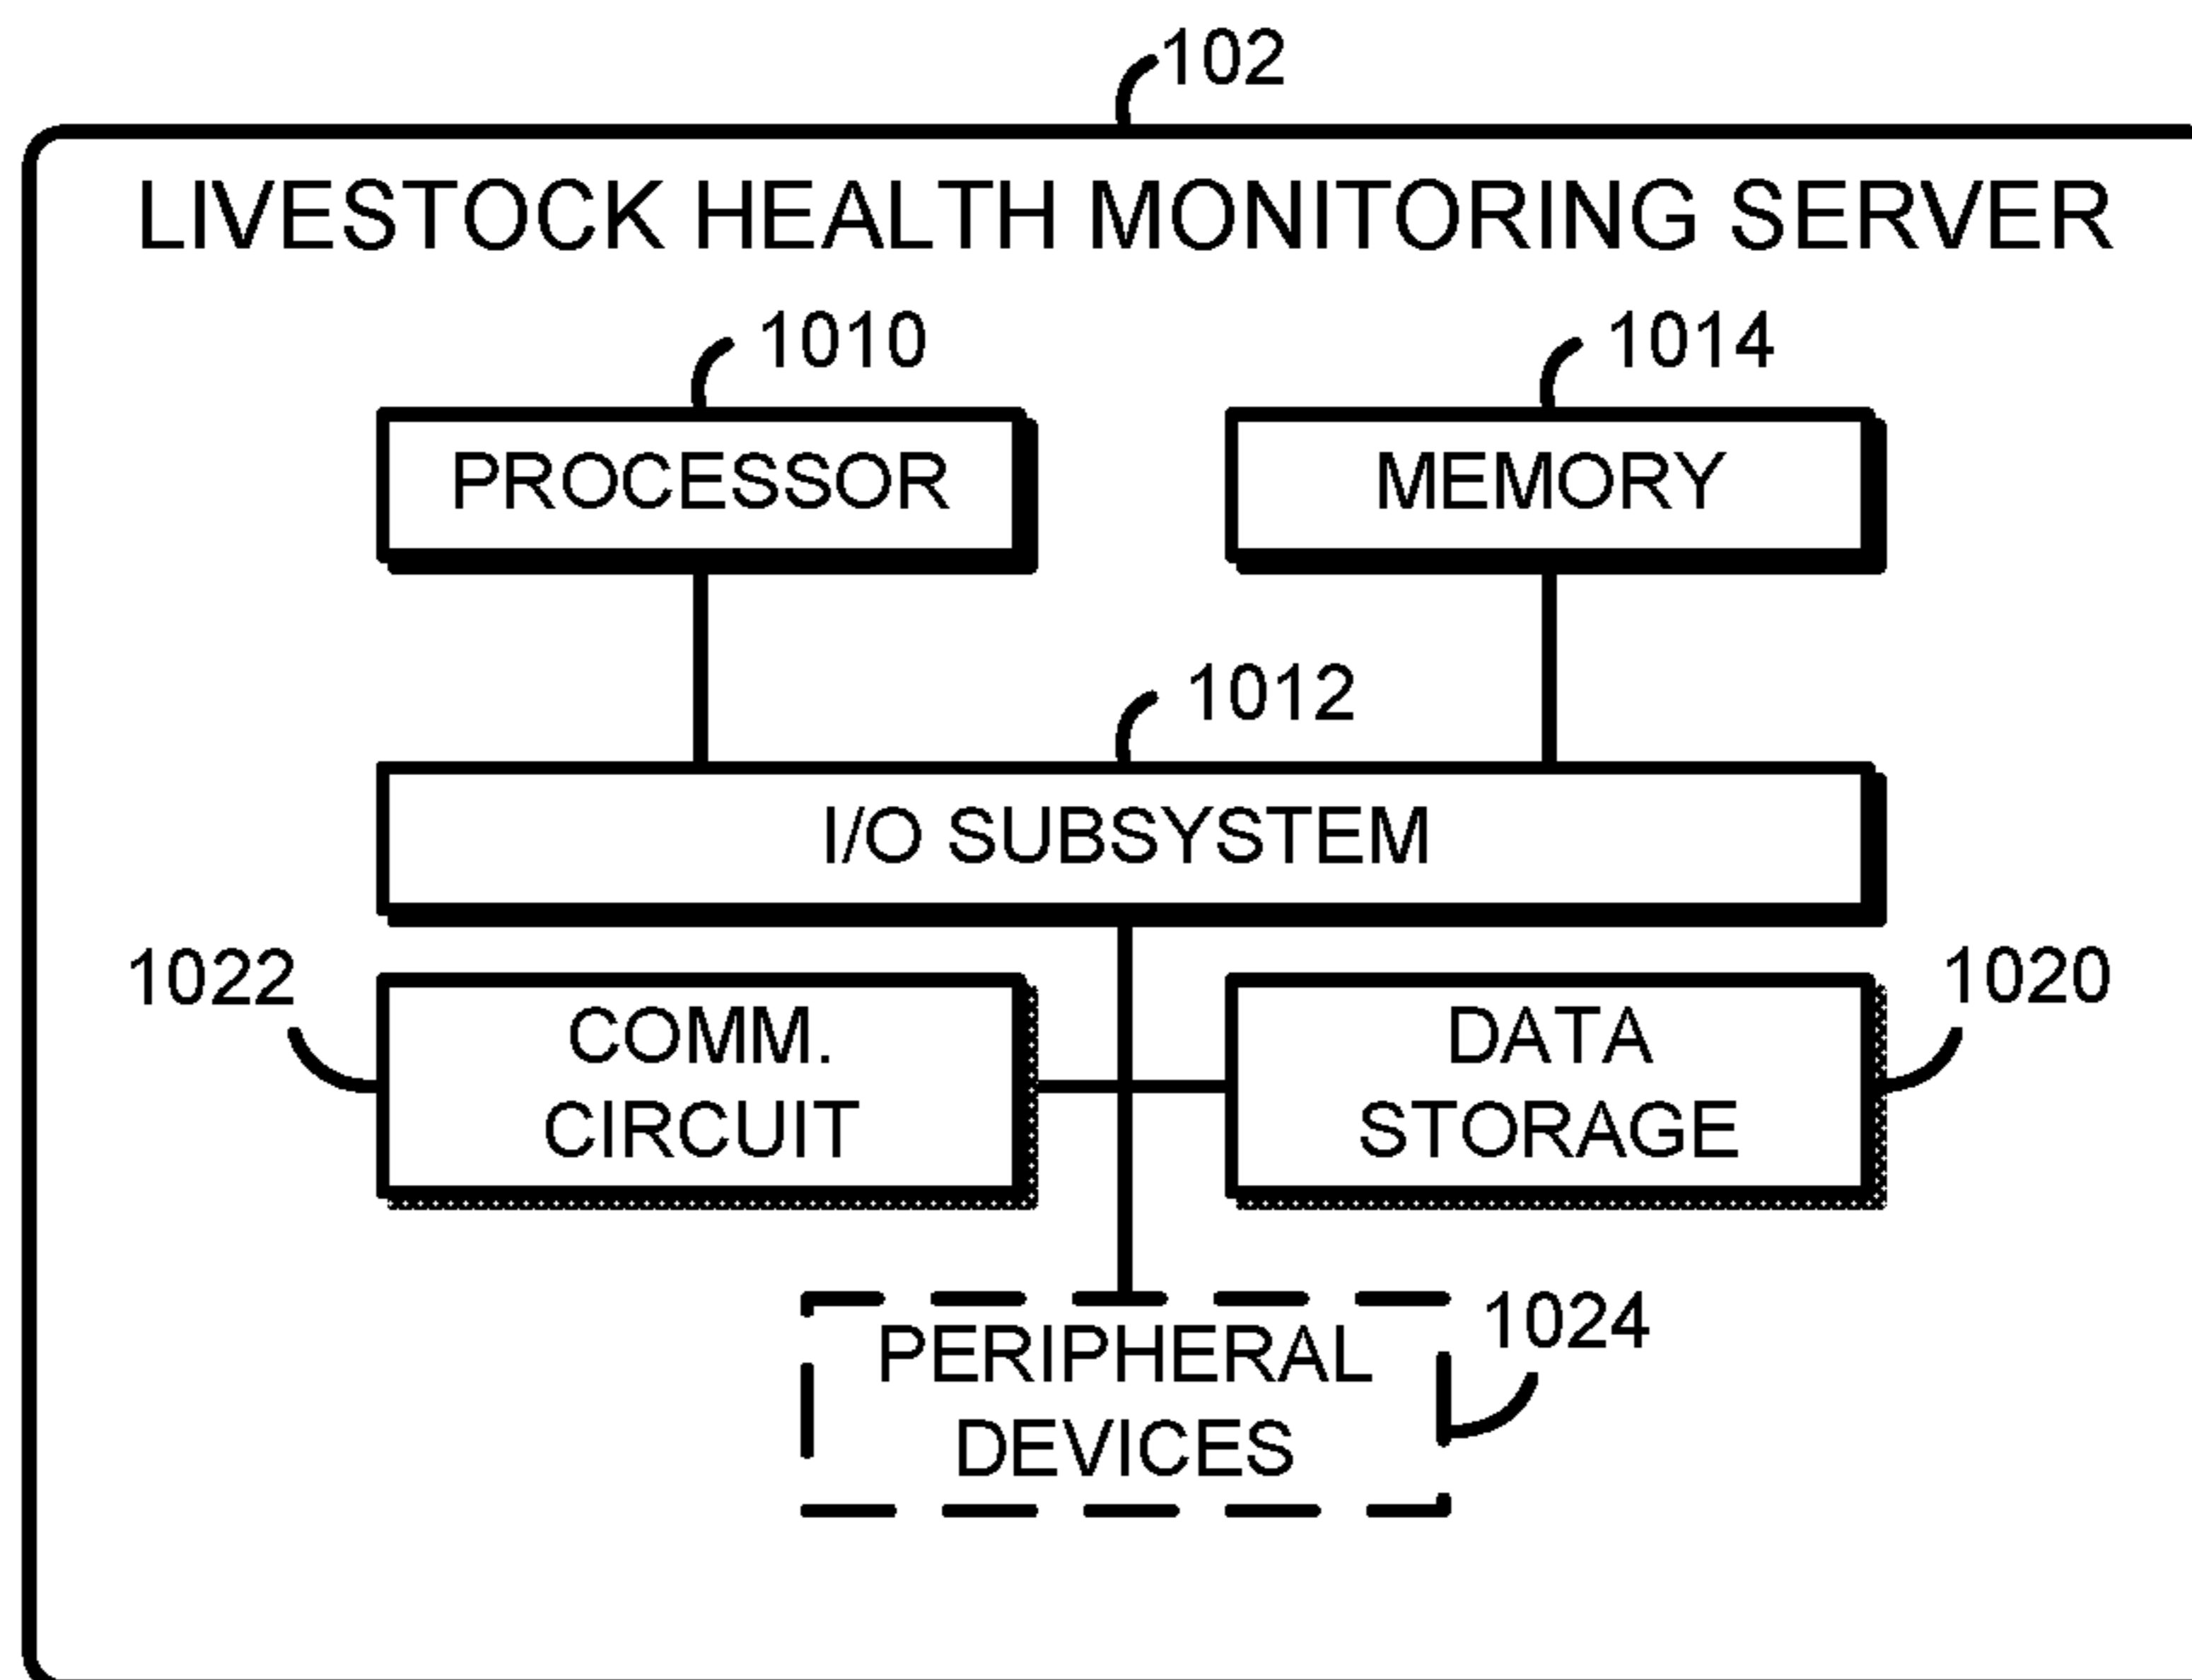 102
LIVESTOCK HEALTH MONITORING SERVER
1010
1014
PROCESSOR
MEMORY
1012
I/O SUBSYSTEM
1022
1020
COMM.
CIRCUIT
DATA
STORAGE
1024
PERIPHERAL
DEVICES